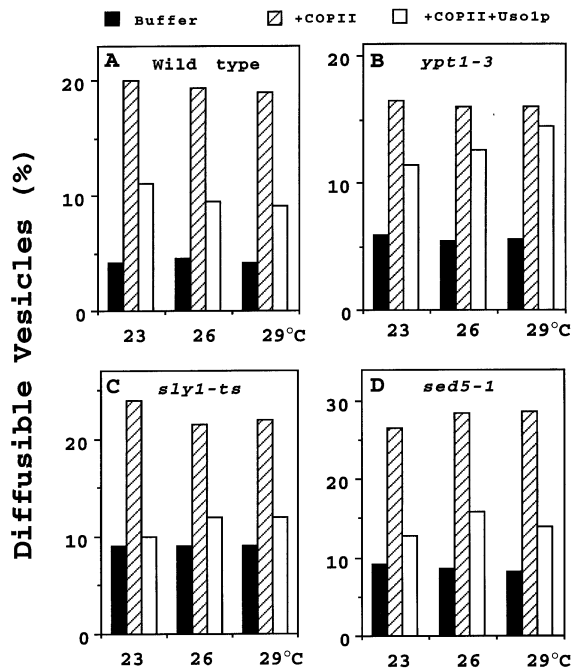 Buffer +COPII +COPII+Uso1p
A Wild type
B ypt1-3
20
20
10
10
0
0
23 26 29°C
23 26 29°C
Diffusible Vesicles (%)
C sly1-ts
D sed5-1
30
20
20
10
10
0
0
23 26 29°C
23 26 29°C